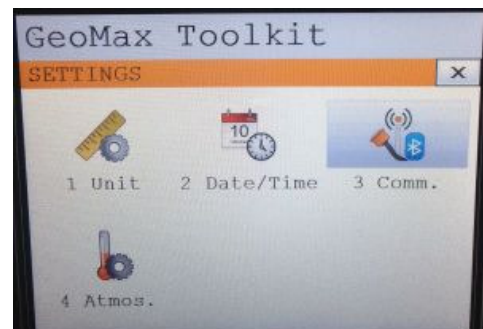 GeoMax Toolkit
SETTINGS
10
1 Unit 2 Date/Time 3 Comm.
4 Atmos.